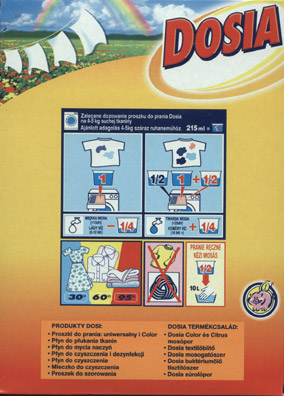 DOSIA
Zalecane dozowanie proszku do prania Dosia
na 4-5 kg suchej tkaniny
Ajánlott adagolás 4-5kg száraz ruhaneműhöz 215 ml =
1
1/2 1 + 1/2
MIĘKKA WODA
LÁGY VÍZ
- 1/4
TWARDA WODA
KEMÉNY VÍZ
+ 1/4
30° 60° 95°
PRANIE RĘCZNE
KÉZI MOSÁS
1/2
10 L
PRODUKTY DOSI:
• Proszki do prania: uniwersalny i Color
• Płyn do płukania tkanin
• Płyn do mycia naczyń
• Płyn do czyszczenia i dezynfekcji
• Płyn do czyszczenia
• Mleczko do czyszczenia
• Proszek do szorowania
DOSIA TERMÉKCSALÁD:
• Dosia Color és Citrus
mosópor
• Dosia textilöblítő
• Dosia mosogatószer
• Dosia baktériumölő
tisztítószer
• Dosia súrolópor